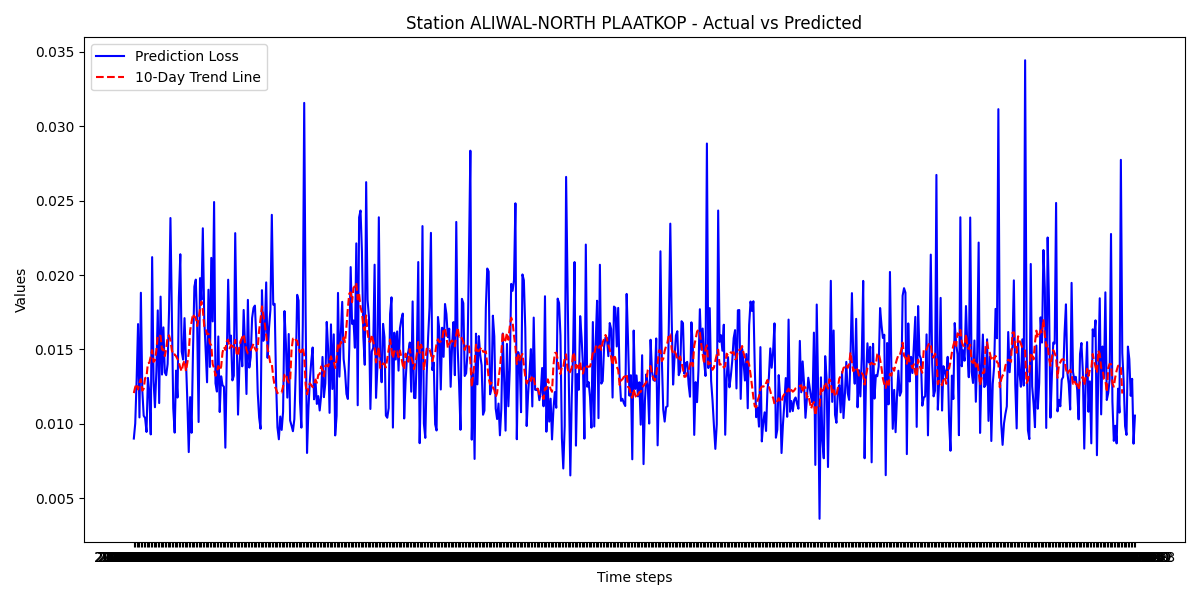 Station ALIWAL-NORTH PLAATKOP - Actual vs Predicted
Prediction Loss
10-Day Trend Line
0.035
0.030
0.025
0.020
0.015
0.010
0.005
Values
Time steps